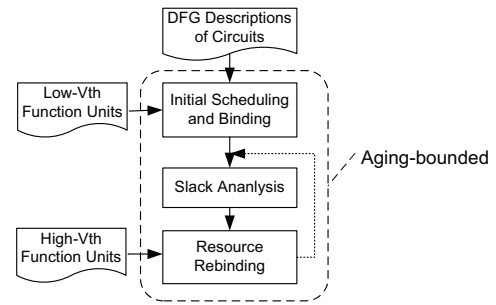 DFG Descriptions
of Circuits
Low-Vth
Function Units
Initial Scheduling
and Binding
Aging-bounded
Slack Ananlysis
High-Vth
Function Units
Resource
Rebinding